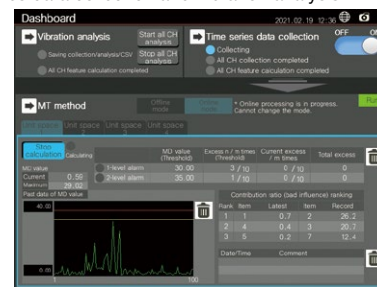 Dashboard
2021.02.19 12:36
Vibration analysis
Start all CH analysis
Saving collection/analysis/CSV
Stop all CH analysis
All CH feature calculation completed
Time series data collection
OFF
Collecting
All CH collection completed
All CH feature calculation completed
MT method
Offline mode
Online mode
* Online processing is in progress.
Cannot change the mode.
Unit space Unit space Unit space Unit space
Stop calculation
Calculating
MD value (Threshold)
Excess n / m times (Threshold)
Current excess / m times
Total excess
MD value
1-level alarm 30.00 3 / 10 0 / 10 0
Current 0.59
2-level alarm 35.00 1 / 10 0 / 10 0
Maximum 29.02
Past data of MD value
40.00
0.00
1
100
Contribution ratio (bad influence) ranking
Rank Item Latest Item Record
1 1 0.7 2 26.2
2 4 0.4 3 20.7
3 5 0.2 7 12.4
Date/Time Comment